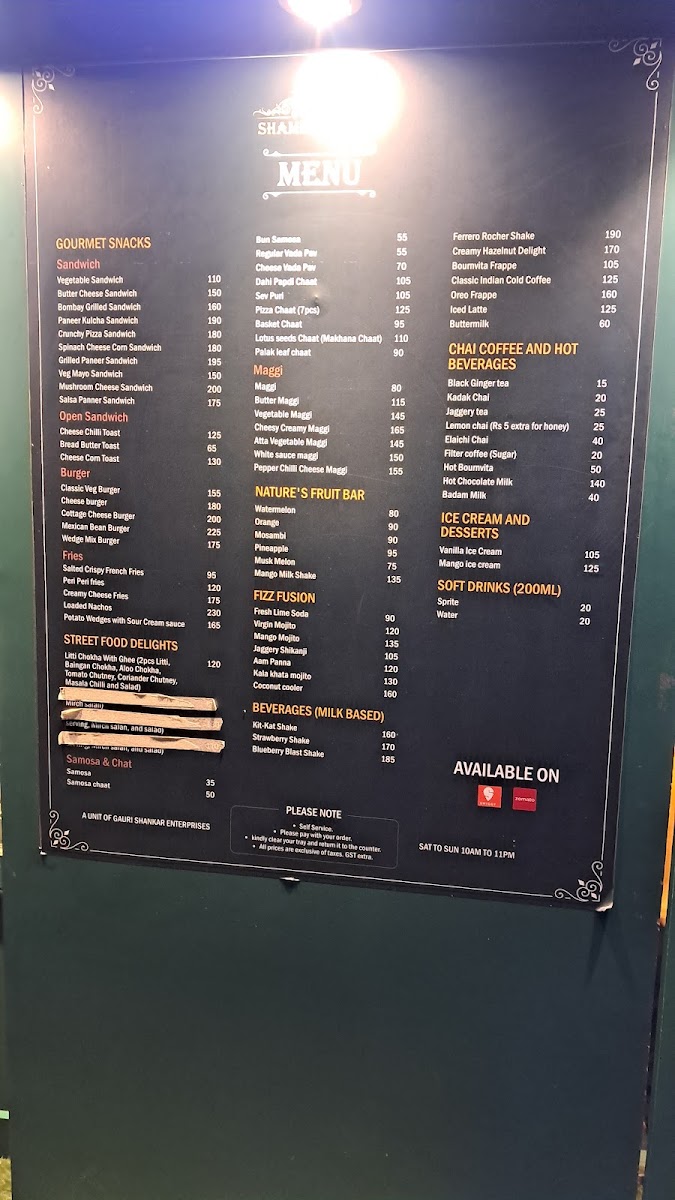 MENU
GOURMET SNACKS
Sandwich
Vegetable Sandwich 110
Butter Cheese Sandwich 150
Bombay Grilled Sandwich 160
Paneer Kulcha Sandwich 190
Crunchy Pizza Sandwich 180
Spinach Cheese Corn Sandwich 180
Grilled Paneer Sandwich 195
Veg Mayo Sandwich 150
Mushroom Cheese Sandwich 200
Salsa Panner Sandwich 175
Open Sandwich
Cheese Chilli Toast 125
Bread Butter Toast 65
Cheese Corn Toast 130
Burger
Classic Veg Burger 155
Cheese burger 180
Cottage Cheese Burger 200
Mexican Bean Burger 225
Wedge Mix Burger 175
Fries
Salted Crispy French Fries 95
Peri Peri fries 120
Creamy Cheese Fries 175
Loaded Nachos 230
Potato Wedges with Sour Cream sauce 165
STREET FOOD DELIGHTS
Litti Chokha With Ghee (2pcs Litti, 120
Baingan Chokha, Aloo Chokha,
Tomato Chutney, Coriander Chutney,
Masala Chilli and Salad)
Mirch salan)
serving, Mirch salan, and salad)
Mirch salan, and salad)
Samosa & Chat
Samosa 35
Samosa chaat 50
A UNIT OF GAURI SHANKAR ENTERPRISES
Bun Samosa 55
Regular Vada Pav 55
Cheese Vada Pav 70
Dahi Papdi Chaat 105
Sev Puri 105
Pizza Chaat (7pcs) 125
Basket Chaat 95
Lotus seeds Chaat (Makhana Chaat) 110
Palak leaf chaat 90
Maggi
Maggi 80
Butter Maggi 115
Vegetable Maggi 145
Cheesy Creamy Maggi 165
Atta Vegetable Maggi 145
White sauce maggi 150
Pepper Chilli Cheese Maggi 155
NATURE'S FRUIT BAR
Watermelon 80
Orange 90
Mosambi 90
Pineapple 95
Musk Melon 75
Mango Milk Shake 135
FIZZ FUSION
Fresh Lime Soda 90
Virgin Mojito 120
Mango Mojito 135
Jaggery Shikanji 105
Aam Panna 120
Kala khata mojito 130
Coconut cooler 160
BEVERAGES (MILK BASED)
Kit-Kat Shake 160
Strawberry Shake 170
Blueberry Blast Shake 185
PLEASE NOTE
• Self Service.
• Please pay with your order.
• kindly clear your tray and return it to the counter.
• All prices are exclusive of taxes. GST extra.
Ferrero Rocher Shake 190
Creamy Hazelnut Delight 170
Bournvita Frappe 105
Classic Indian Cold Coffee 125
Oreo Frappe 160
Iced Latte 125
Buttermilk 60
CHAI COFFEE AND HOT
BEVERAGES
Black Ginger tea 15
Kadak Chai 20
Jaggery tea 25
Lemon chai (Rs 5 extra for honey) 25
Elaichi Chai 40
Filter coffee (Sugar) 20
Hot Bournvita 50
Hot Chocolate Milk 140
Badam Milk 40
ICE CREAM AND
DESSERTS
Vanilla Ice Cream 105
Mango ice cream 125
SOFT DRINKS (200ML)
Sprite 20
Water 20
AVAILABLE ON
zomato
SAT TO SUN 10AM TO 11PM